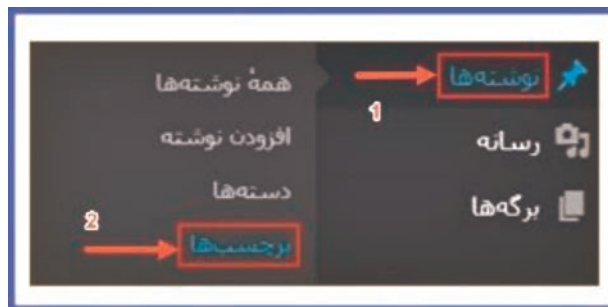 نوشته‌ها
رسانه
برگه‌ها
همهٔ نوشته‌ها
افزودن نوشته
دسته‌ها
برچسب‌ها
1
2